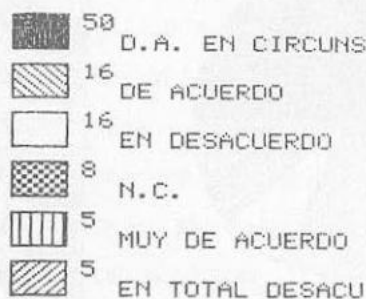 50
D.A. EN CIRCUNS
16
DE ACUERDO
16
EN DESACUERDO
8
N.C.
5
MUY DE ACUERDO
5
EN TOTAL DESACU